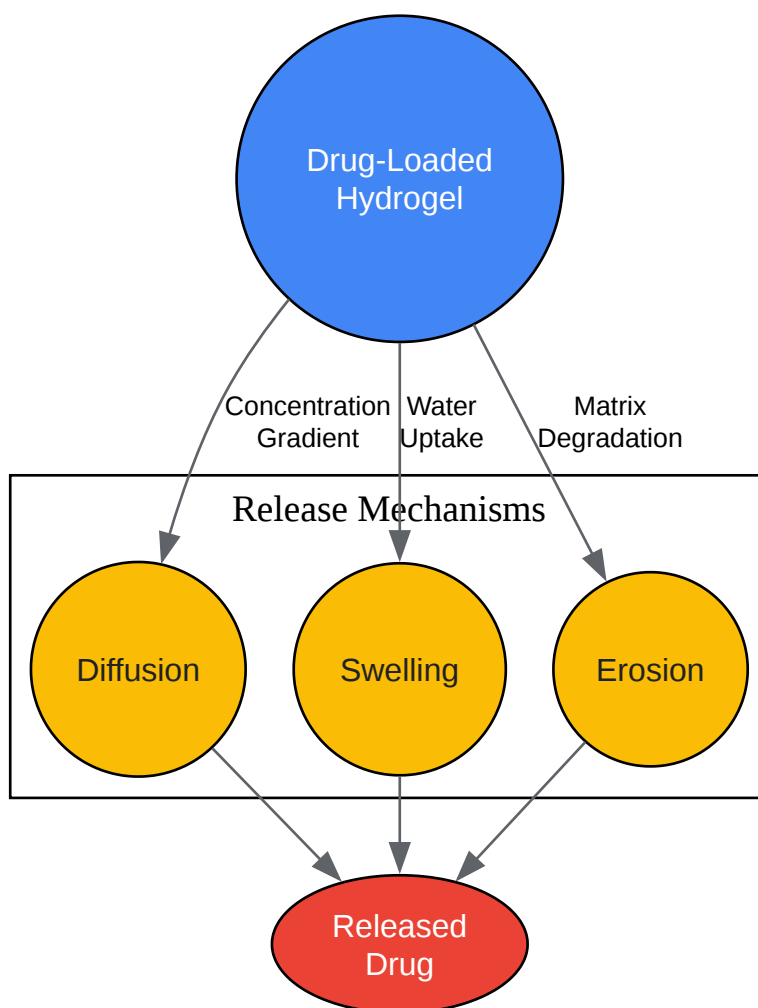 Drug-Loaded
Hydrogel
Concentration
Gradient
Water
Uptake
Matrix
Degradation
Release Mechanisms
Diffusion
Swelling
Erosion
Released
Drug